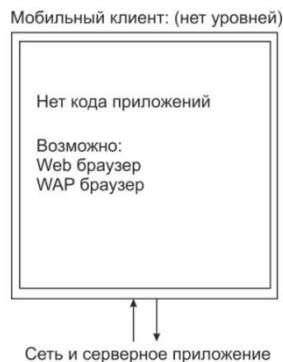 Мобильный клиент: (нет уровней)
Нет кода приложений
Возможно:
Web браузер
WAP браузер
Сеть и серверное приложение